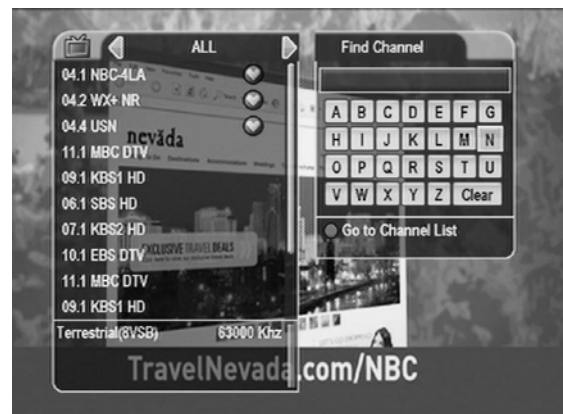 ALL
04.1 NBC-4LA
04.2 WX+ NR
04.4 USN
11.1 MBC DTV
09.1 KBS1 HD
06.1 SBS HD
07.1 KBS2 HD
10.1 EBS DTV
11.1 MBC DTV
09.1 KBS1 HD
Terrestrial(8VSB) 63000 Khz
Find Channel
A B C D E F G
H I J K L M N
O P Q R S T U
V W X Y Z Clear
Go to Channel List
nevăda
EXCLUSIVE TRAVEL DEALS
TravelNevada.com/NBC